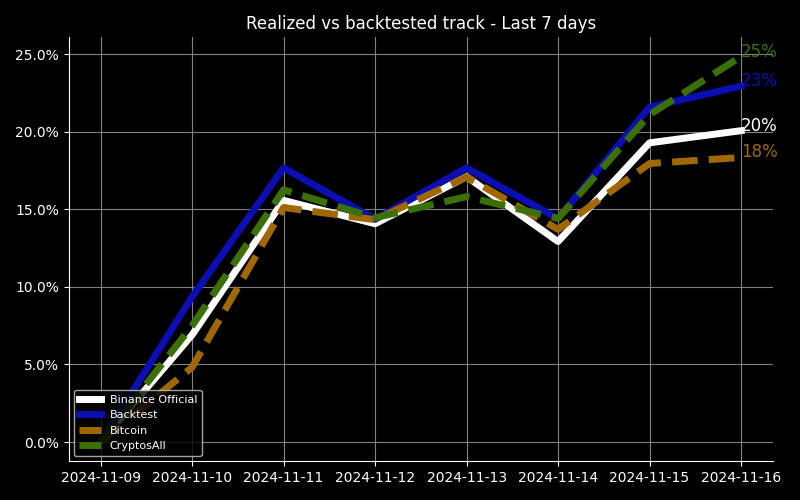 Realized vs backtested track - Last 7 days
25.0%
20.0%
15.0%
10.0%
5.0%
0.0%
25%
23%
20%
18%
Binance Official
Backtest
Bitcoin
CryptosAll
2024-11-09 2024-11-10 2024-11-11 2024-11-12 2024-11-13 2024-11-14 2024-11-15 2024-11-16